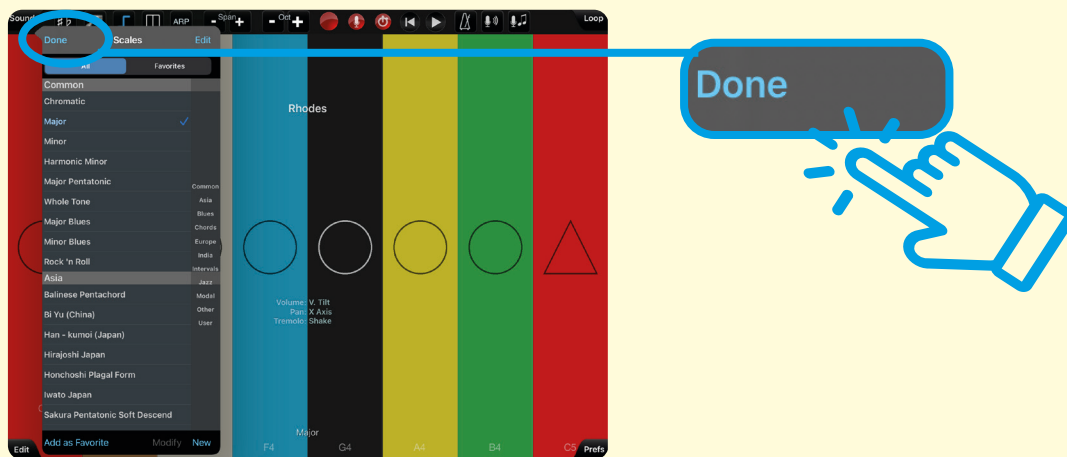 Sound
ARP
- Span +
- Oct +
Loop
Done
Scales
Edit
All
Favorites
Common
Chromatic
Major
Minor
Harmonic Minor
Major Pentatonic
Whole Tone
Major Blues
Minor Blues
Rock 'n Roll
Asia
Balinese Pentachord
Bi Yu (China)
Han - kumoi (Japan)
Hirajoshi Japan
Honchoshi Plagal Form
Iwato Japan
Sakura Pentatonic Soft Descend
Add as Favorite
Modify
New
Common
Asia
Blues
Chords
Europe
India
Intervals
Jazz
Modal
Other
User
Rhodes
Volume: V. Tilt
Pan: X Axis
Tremolo: Shake
Major
F4
G4
A4
B4
C5
Edit
Prefs
Done